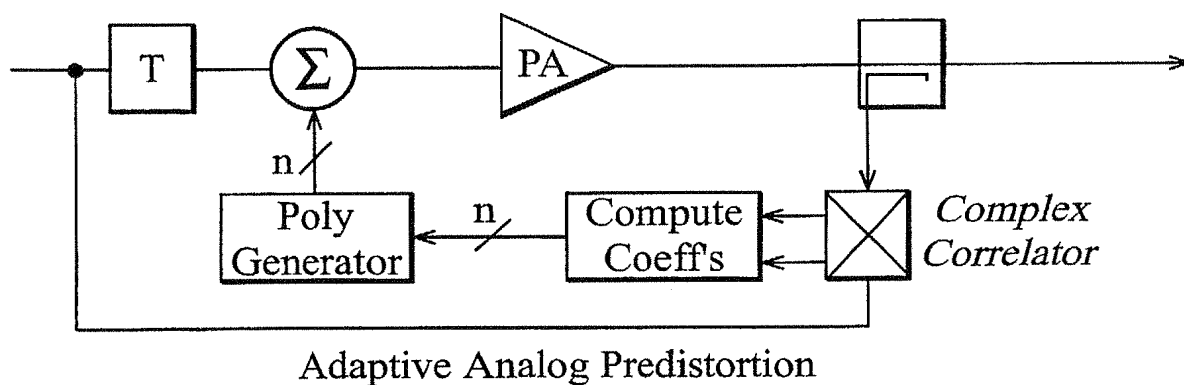 T
Σ
PA
n
Poly
Generator
n
Compute
Coeff's
Complex
Correlator
Adaptive Analog Predistortion